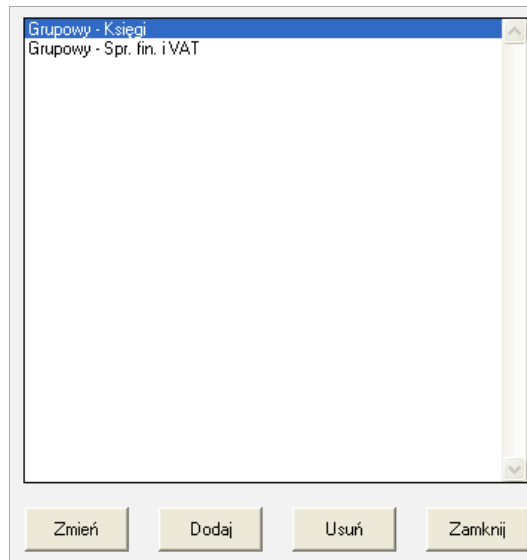 Grupowy - Księgi
Grupowy - Spr. fin. i VAT
Zmień Dodaj Usuń Zamknij